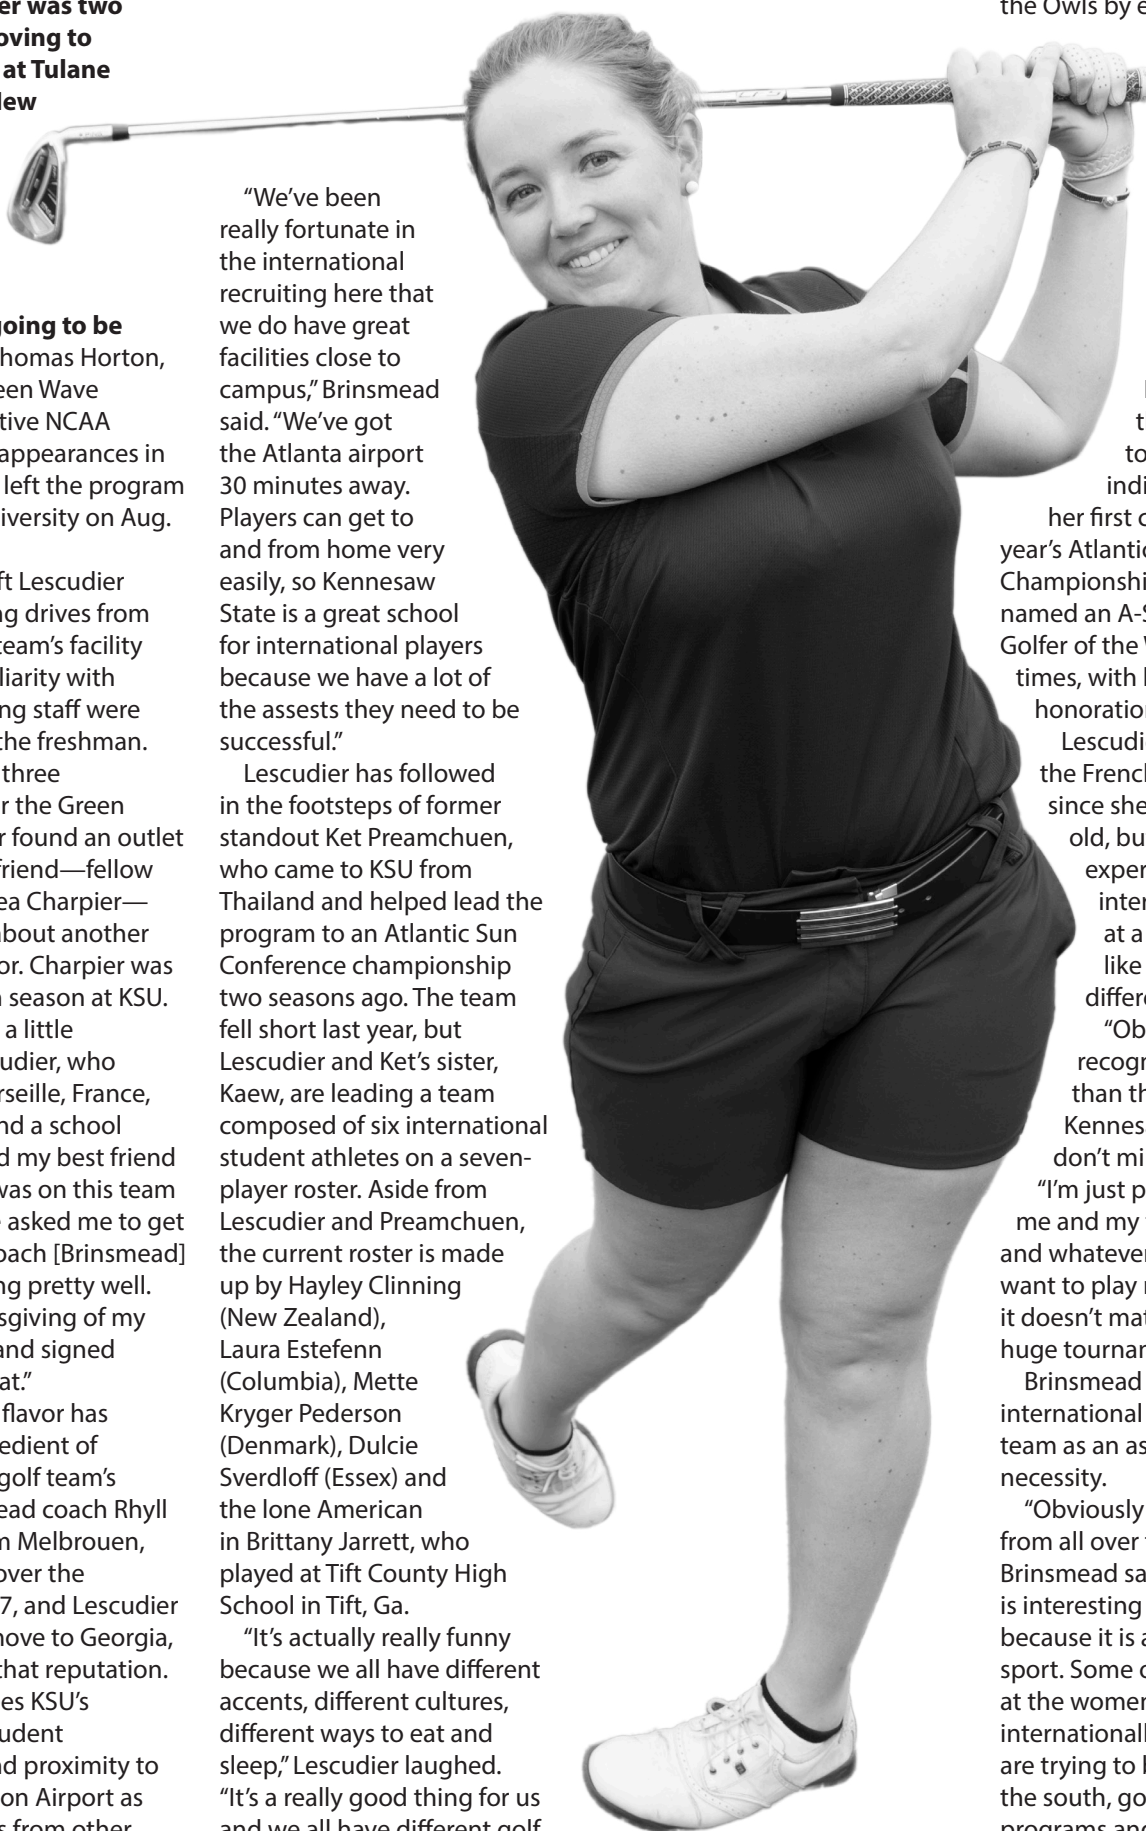 er was two
oving to
at Tulane
New
going to be
Thomas Horton,
een Wave
tive NCAA
appearances in
left the program
iversity on Aug.
ft Lescudier
ng drives from
team's facility
liarity with
ng staff were
the freshman.
three
r the Green
r found an outlet
friend—fellow
ea Charpier—
about another
or. Charpier was
n season at KSU.
a little
udier, who
rseille, France,
nd a school
d my best friend
was on this team
e asked me to get
oach [Brinsmead]
ng pretty well.
sgiving of my
and signed
at.”
flavor has
edient of
golf team's
ead coach Rhyll
m Melbrouen,
over the
7, and Lescudier
move to Georgia,
that reputation.
es KSU's
udent
nd proximity to
on Airport as
s from other
“We've been
really fortunate in
the international
recruiting here that
we do have great
facilities close to
campus,” Brinsmead
said. “We've got
the Atlanta airport
30 minutes away.
Players can get to
and from home very
easily, so Kennesaw
State is a great school
for international players
because we have a lot of
the assests they need to be
successful.”
Lescudier has followed
in the footsteps of former
standout Ket Preamchuen,
who came to KSU from
Thailand and helped lead the
program to an Atlantic Sun
Conference championship
two seasons ago. The team
fell short last year, but
Lescudier and Ket's sister,
Kaew, are leading a team
composed of six international
student athletes on a seven-
player roster. Aside from
Lescudier and Preamchuen,
the current roster is made
up by Hayley Clinning
(New Zealand),
Laura Estefenn
(Columbia), Mette
Kryger Pederson
(Denmark), Dulcie
Sverdloff (Essex) and
the lone American
in Brittany Jarrett, who
played at Tift County High
School in Tift, Ga.
“It's actually really funny
because we all have different
accents, different cultures,
different ways to eat and
sleep,” Lescudier laughed.
“It's a really good thing for us
and we all have different golf
the Owls by e
t
to
indi
her first c
year's Atlantic
Championshi
named an A-S
Golfer of the
times, with
honoration
Lescudi
the French
since she
old, bu
exper
inter
at a
like
differe
“Ob
recogn
than th
Kennes
don't mi
“I'm just p
me and my
and whatever
want to play
it doesn't mat
huge tournam
Brinsmead
international
team as an as
necessity.
“Obviously
from all over
Brinsmead sa
is interesting
because it is a
sport. Some o
at the women
internationall
are trying to
the south, go
programs and